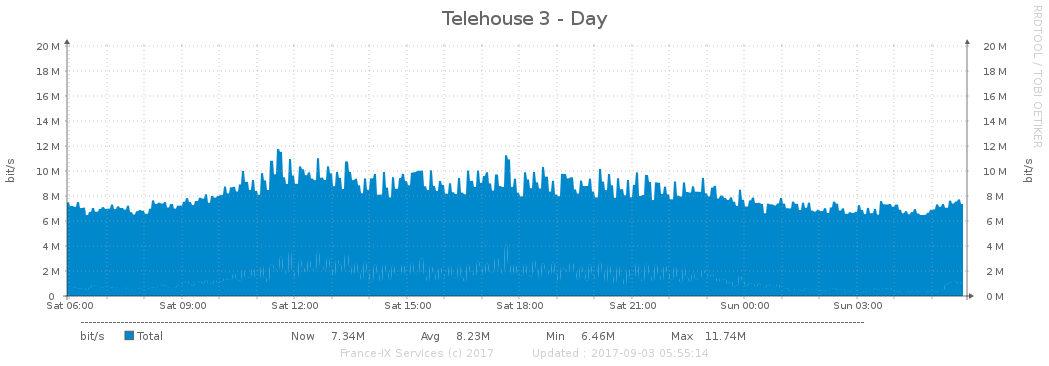 Telehouse 3 - Day
RRDTOOL / TOBI OETIKER
bit/s
20 M
18 M
16 M
14 M
12 M
10 M
8 M
6 M
4 M
2 M
0
20 M
18 M
16 M
14 M
12 M
10 M
8 M
6 M
4 M
2 M
0 M
bit/s
Sat 06:00 Sat 09:00 Sat 12:00 Sat 15:00 Sat 18:00 Sat 21:00 Sun 00:00 Sun 03:00
bit/s Total Now 7.34M Avg 8.23M Min 6.46M Max 11.74M
France-IX Services (c) 2017 Updated : 2017-09-03 05:55:14